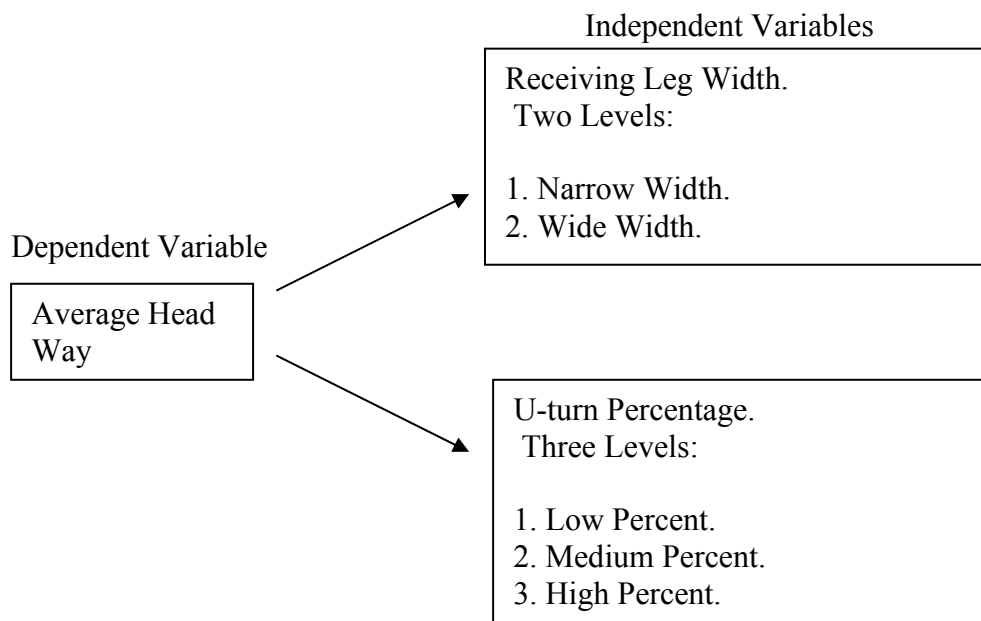 Independent Variables
Receiving Leg Width.
Two Levels:
1. Narrow Width.
2. Wide Width.
Dependent Variable
Average Head
Way
U-turn Percentage.
Three Levels:
1. Low Percent.
2. Medium Percent.
3. High Percent.